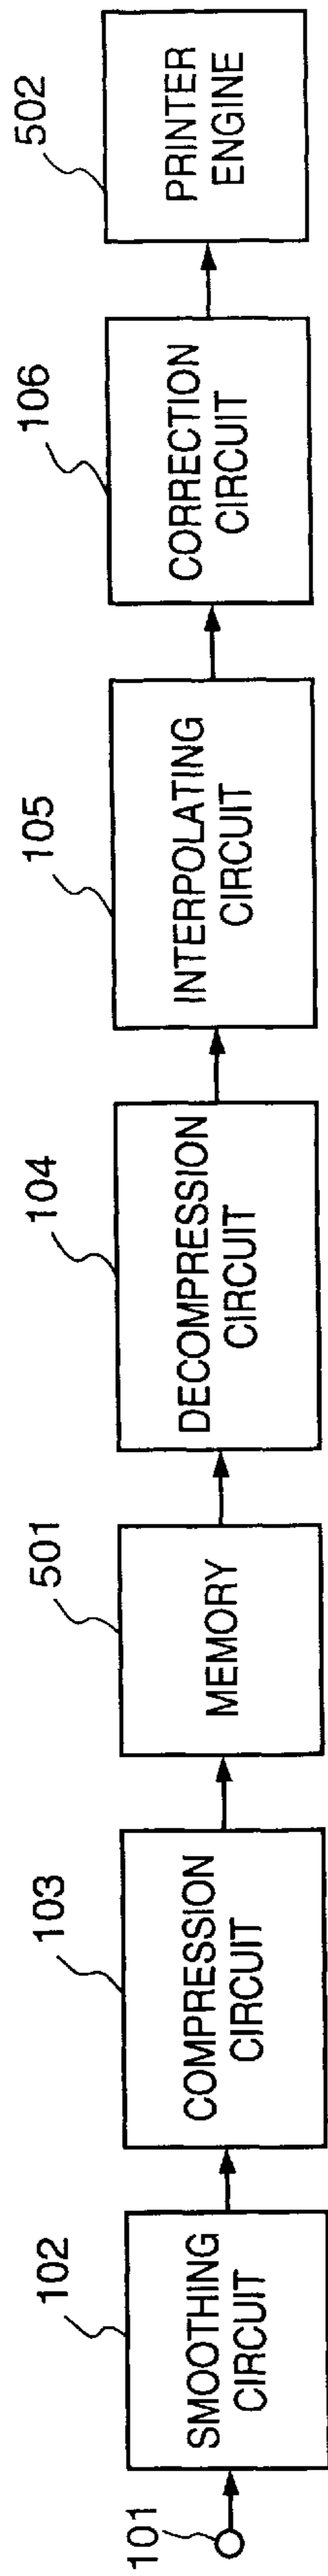 101
102
SMOOTHING
CIRCUIT
103
COMPRESSION
CIRCUIT
501
MEMORY
104
DECOMPRESSION
CIRCUIT
105
INTERPOLATING
CIRCUIT
106
CORRECTION
CIRCUIT
502
PRINTER
ENGINE